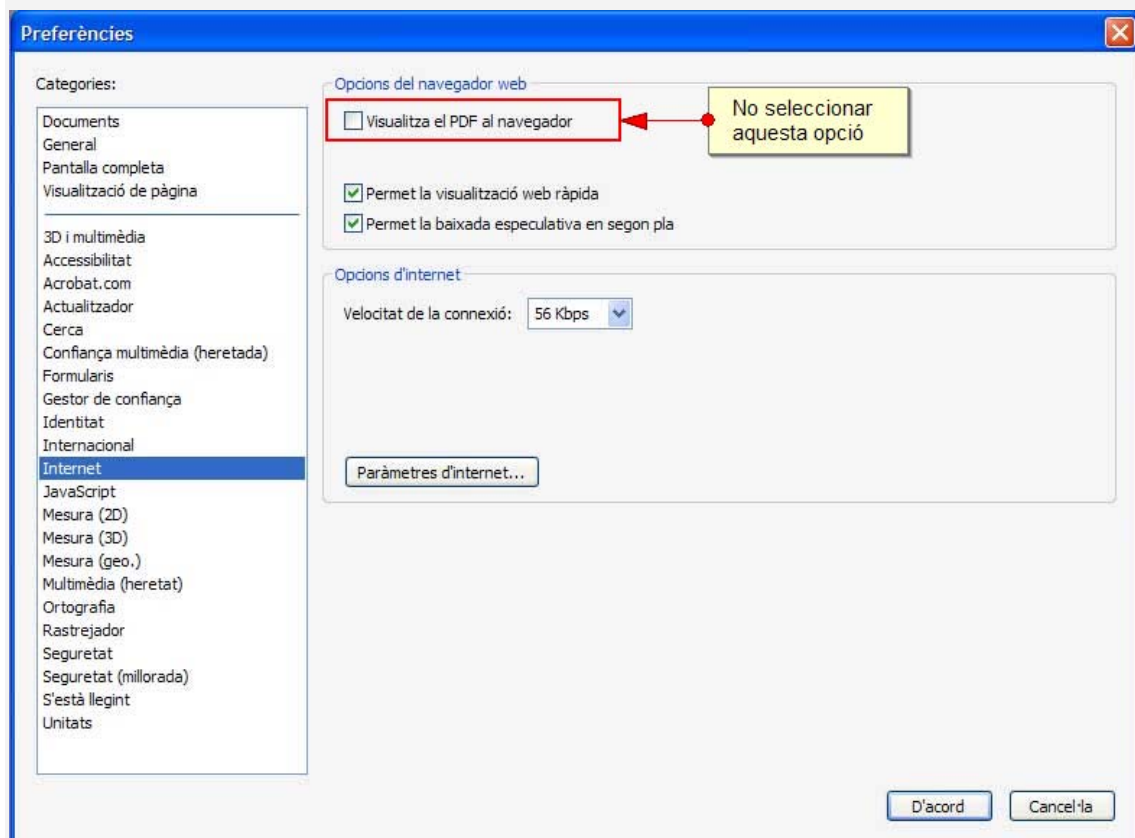 Preferències
Categories:
Documents
General
Pantalla completa
Visualització de pàgina
3D i multimèdia
Accessibilitat
Acrobat.com
Actualitzador
Cerca
Confiança multimèdia (heretada)
Formularis
Gestor de confiança
Identitat
Internacional
Internet
JavaScript
Mesura (2D)
Mesura (3D)
Mesura (geo.)
Multimèdia (heretat)
Ortografia
Rastrejador
Seguretat
Seguretat (millorada)
S'està llegint
Unitats
Opcions del navegador web
Visualitza el PDF al navegador
No seleccionar
aquesta opció
Permet la visualització web ràpida
Permet la baixada especulativa en segon pla
Opcions d'internet
Velocitat de la connexió: 56 Kbps
Paràmetres d'internet...
D'acord Cancel·la